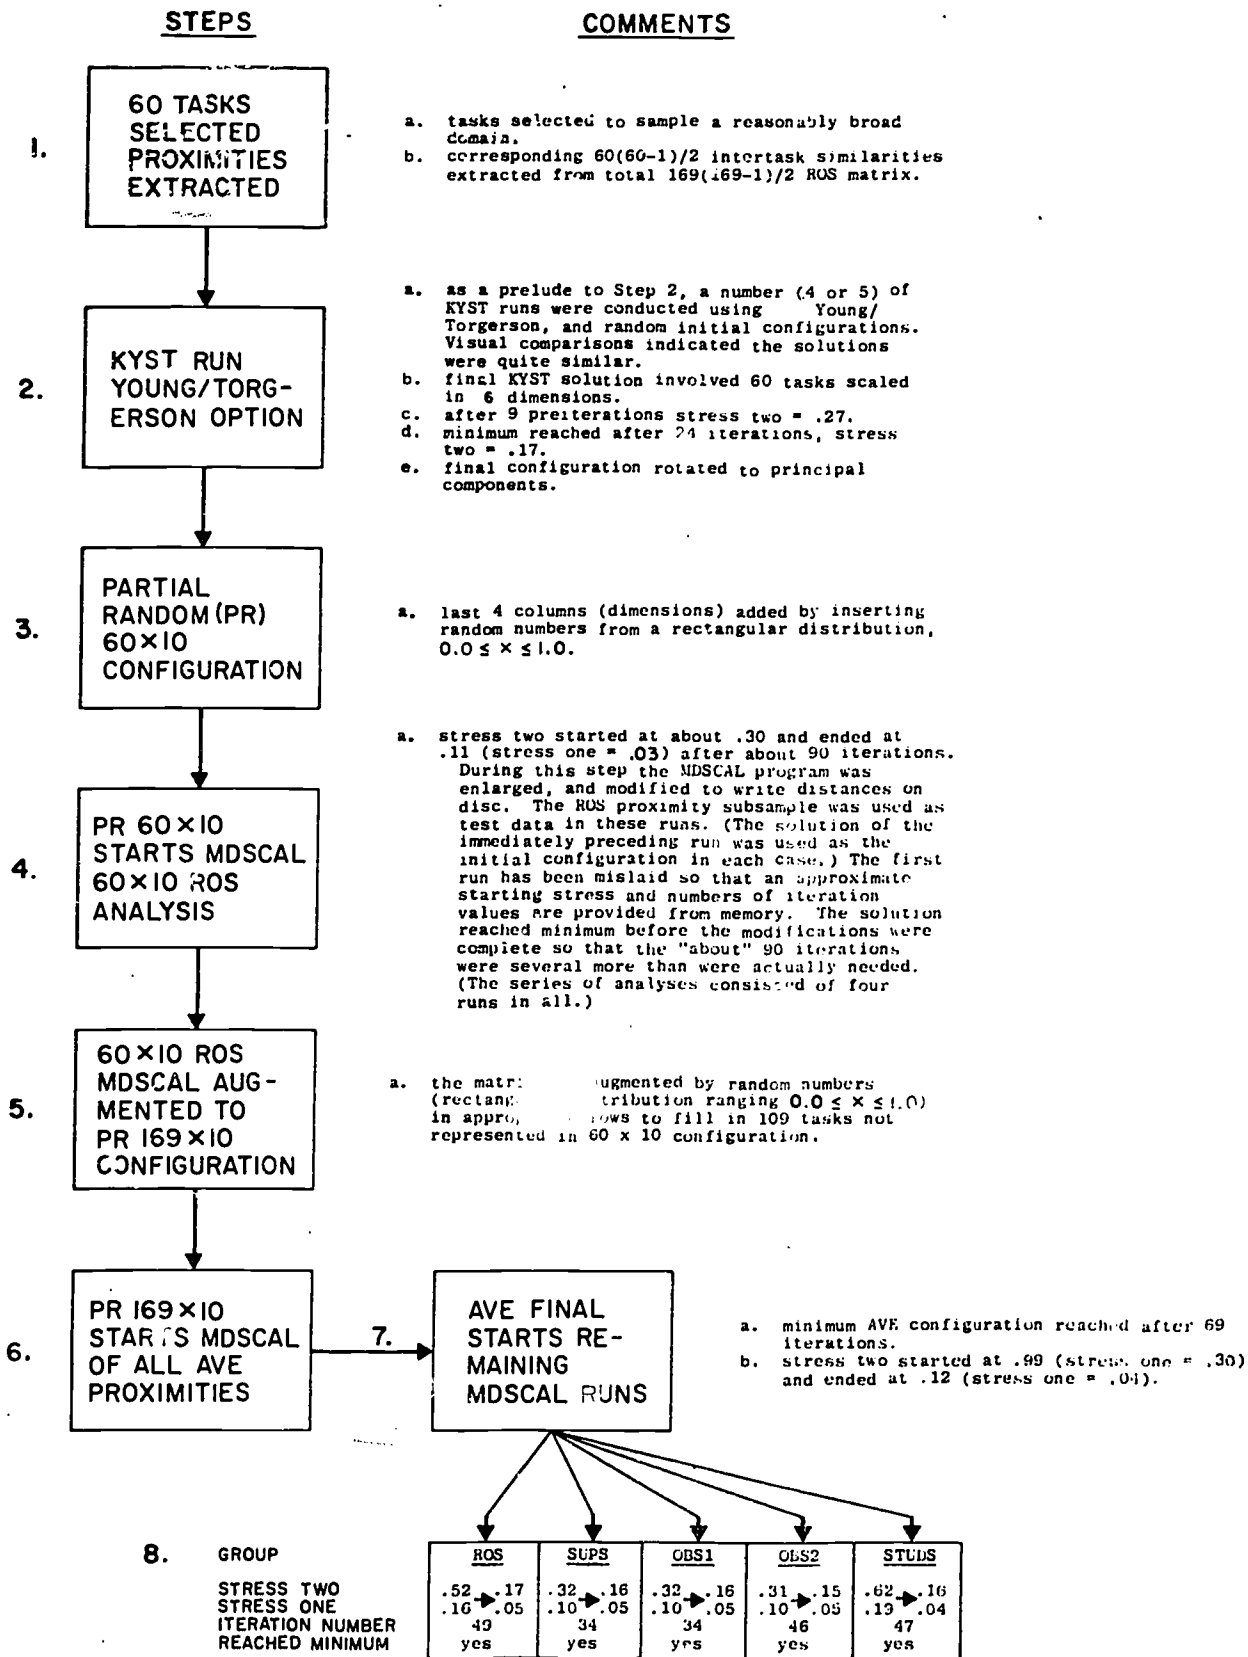 STEPS
COMMENTS
1.
60 TASKS
SELECTED
PROXIMITIES
EXTRACTED
a. tasks selected to sample a reasonably broad
domain.
b. corresponding 60(60-1)/2 intertask similarities
extracted from total 169(169-1)/2 ROS matrix.
2.
KYST RUN
YOUNG/TORG-
ERSON OPTION
a. as a prelude to Step 2, a number (4 or 5) of
KYST runs were conducted using Young/
Torgerson, and random initial configurations.
Visual comparisons indicated the solutions
were quite similar.
b. final KYST solution involved 60 tasks scaled
in 6 dimensions.
c. after 9 preiterations stress two = .27.
d. minimum reached after 24 iterations, stress
two = .17.
e. final configuration rotated to principal
components.
3.
PARTIAL
RANDOM (PR)
60×10
CONFIGURATION
a. last 4 columns (dimensions) added by inserting
random numbers from a rectangular distribution,
0.0 ≤ × ≤ 1.0.
4.
PR 60×10
STARTS MDSCAL
60×10 ROS
ANALYSIS
a. stress two started at about .30 and ended at
.11 (stress one = .03) after about 90 iterations.
During this step the MDSCAL program was
enlarged, and modified to write distances on
disc. The ROS proximity subsample was used as
test data in these runs. (The solution of the
immediately preceding run was used as the
initial configuration in each case.) The first
run has been mislaid so that an approximate
starting stress and numbers of iteration
values are provided from memory. The solution
reached minimum before the modifications were
complete so that the "about" 90 iterations
were several more than were actually needed.
(The series of analyses consisted of four
runs in all.)
5.
60×10 ROS
MDSCAL AUG-
MENTED TO
PR 169×10
CONFIGURATION
a. the matri ugmented by random numbers
(rectang tribution ranging 0.0 ≤ × ≤ 1.0)
in appro, rows to fill in 109 tasks not
represented in 60 x 10 configuration.
6.
PR 169×10
STARTS MDSCAL
OF ALL AVE
PROXIMITIES
7.
AVE FINAL
STARTS RE-
MAINING
MDSCAL RUNS
a. minimum AVE configuration reached after 69
iterations.
b. stress two started at .99 (stress one = .30)
and ended at .12 (stress one = .04).
8. GROUP ROS SUPS OBS1 OBS2 STUDS
STRESS TWO .52 .17 .32 .16 .32 .16 .31 .15 .62 .16
STRESS ONE .16 .05 .10 .05 .10 .05 .10 .05 .19 .04
ITERATION NUMBER 49 34 34 46 47
REACHED MINIMUM yes yes yes yes yes